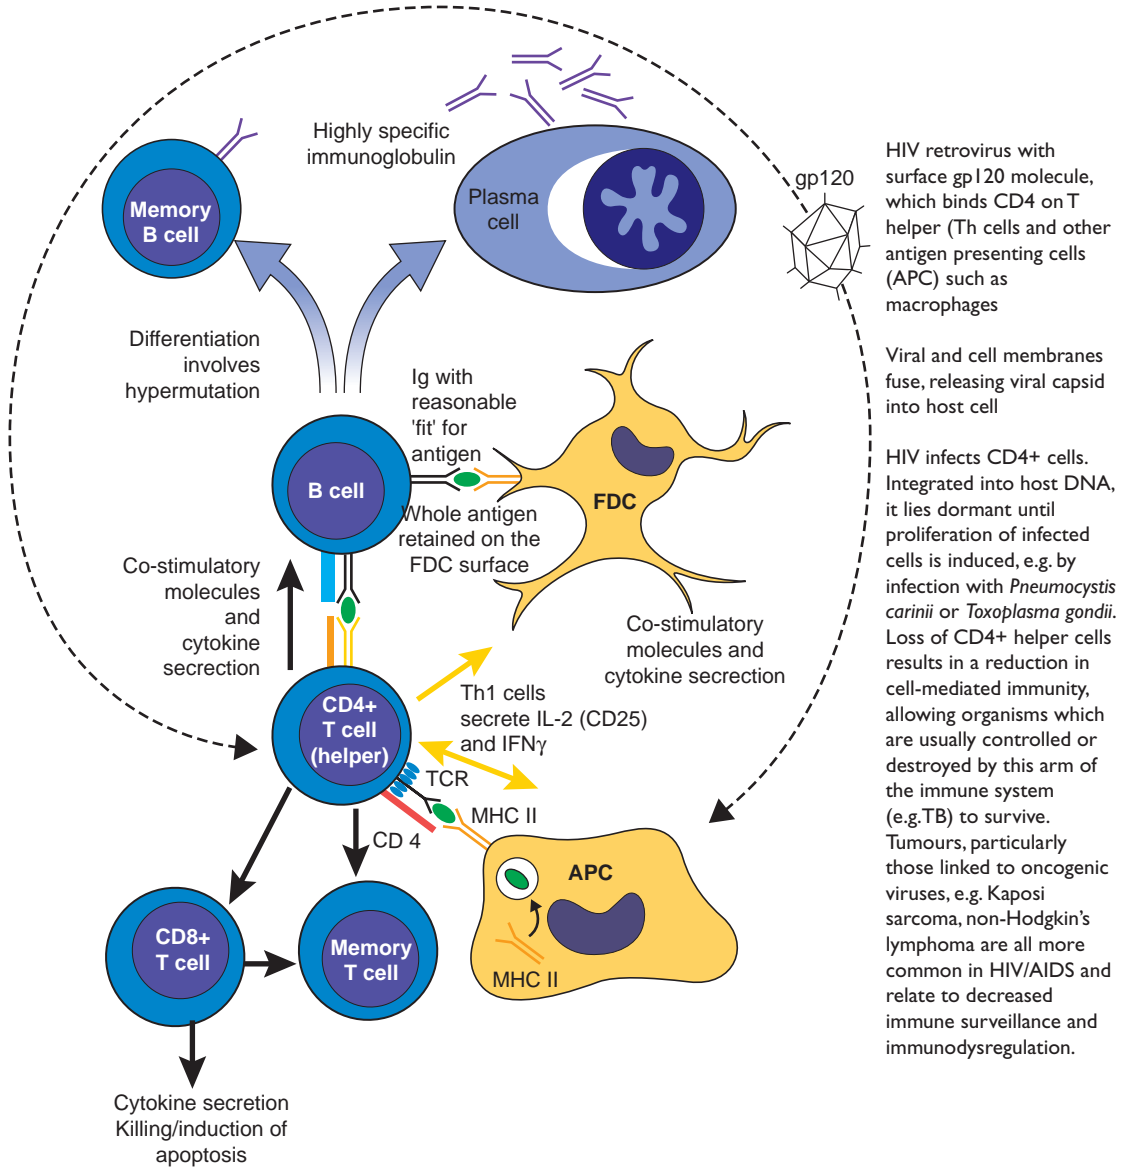 Highly specific
immunoglobulin
Memory
B cell
Plasma
cell
gp120
Differentiation
involves
hypermutation
Ig with
reasonable
'fit' for
antigen
B cell
FDC
Whole antigen
retained on the
FDC surface
Co-stimulatory
molecules
and
cytokine
secretion
Co-stimulatory
molecules and
cytokine secretion
CD4+
T cell
(helper)
Th1 cells
secrete IL-2 (CD25)
and IFNγ
TCR
MHC II
CD 4
APC
MHC II
CD8+
T cell
Memory
T cell
Cytokine secretion
Killing/induction of
apoptosis
HIV retrovirus with
surface gp120 molecule,
which binds CD4 on T
helper (Th cells and other
antigen presenting cells
(APC) such as
macrophages
Viral and cell membranes
fuse, releasing viral capsid
into host cell
HIV infects CD4+ cells.
Integrated into host DNA,
it lies dormant until
proliferation of infected
cells is induced, e.g. by
infection with Pneumocystis
carinii or Toxoplasma gondii.
Loss of CD4+ helper cells
results in a reduction in
cell-mediated immunity,
allowing organisms which
are usually controlled or
destroyed by this arm of
the immune system
(e.g.TB) to survive.
Tumours, particularly
those linked to oncogenic
viruses, e.g. Kaposi
sarcoma, non-Hodgkin's
lymphoma are all more
common in HIV/AIDS and
relate to decreased
immune surveillance and
immunodysregulation.